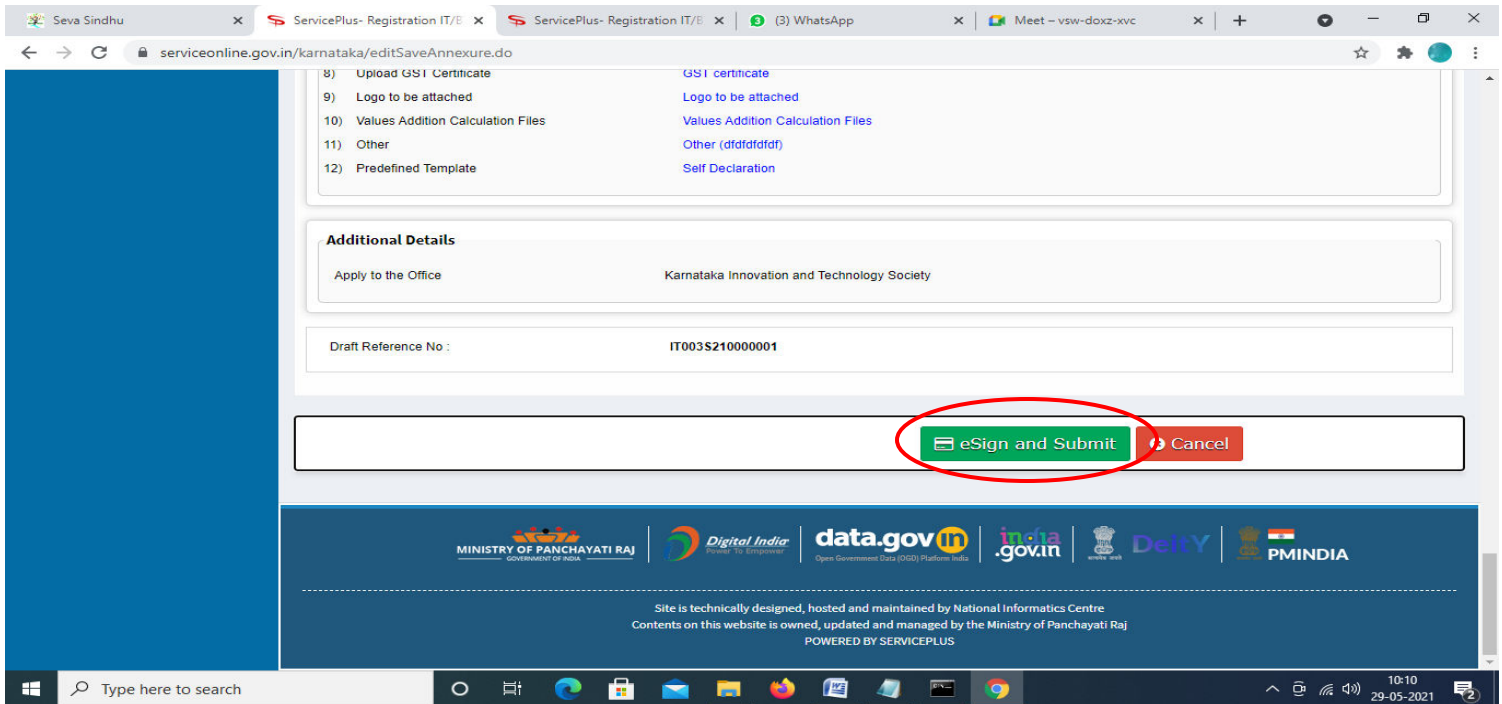 Seva Sindhu
ServicePlus- Registration IT/B
ServicePlus- Registration IT/B
(3) WhatsApp
Meet – vsw-doxz-xvc
serviceonline.gov.in/karnataka/editSaveAnnexure.do
8) Upload GST Certificate GST certificate
9) Logo to be attached Logo to be attached
10) Values Addition Calculation Files Values Addition Calculation Files
11) Other Other (dfdfdfdfdf)
12) Predefined Template Self Declaration
Additional Details
Apply to the Office Karnataka Innovation and Technology Society
Draft Reference No : IT003S210000001
eSign and Submit Cancel
MINISTRY OF PANCHAYATI RAJ
GOVERNMENT OF INDIA
Digital India
Power To Empower
data.gov in
Open Government Data (OGD) Platform India
india
.gov.in
सत्यमेव जयते
DeitY
PMINDIA
Site is technically designed, hosted and maintained by National Informatics Centre
Contents on this website is owned, updated and managed by the Ministry of Panchayati Raj
POWERED BY SERVICEPLUS
Type here to search
10:10
29-05-2021
2